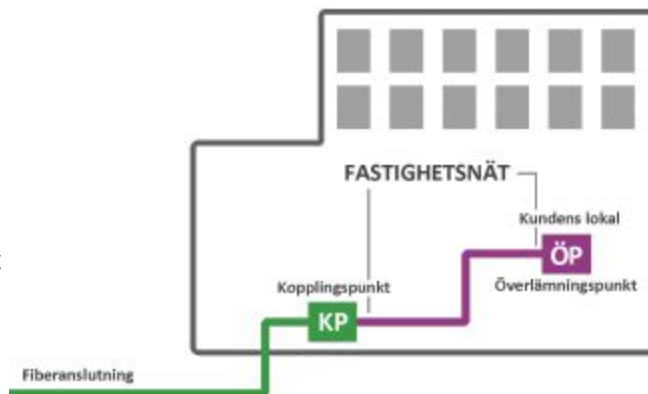 FASTIGHETSNÄT
Kundens lokal
ÖP
Överlämningspunkt
Kopplingspunkt
KP
Fiberanslutning